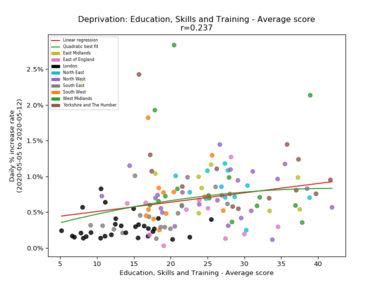 Deprivation: Education, Skills and Training - Average score
r=0.237
Daily % increase rate
(2020-05-05 to 2020-05-12)
2.5%
2.0%
1.5%
1.0%
0.5%
0.0%
Linear regression
Quadratic best fit
East Midlands
East of England
London
North East
North West
South East
South West
West Midlands
Yorkshire and The Humber
5 10 15 20 25 30 35 40
Education, Skills and Training - Average score